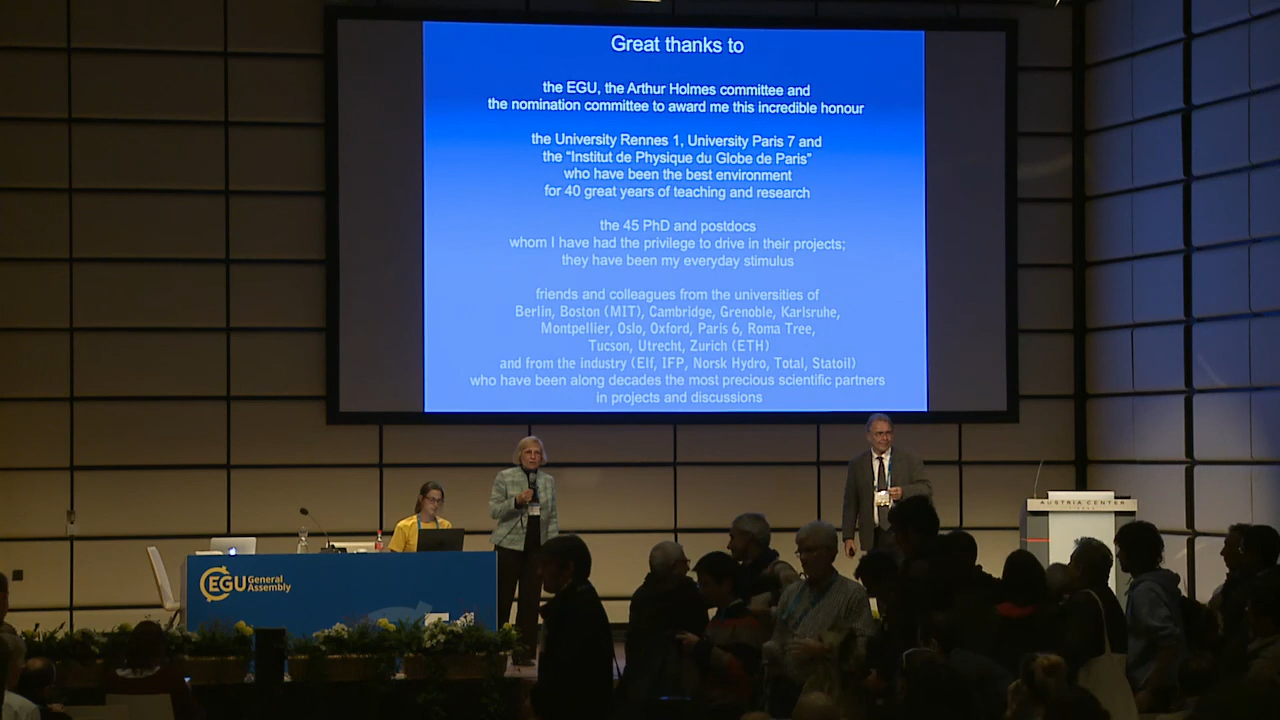 Great thanks to
the EGU, the Arthur Holmes committee and
the nomination committee to award me this incredible honour
the University Rennes 1, University Paris 7 and
the “Institut de Physique du Globe de Paris”
who have been the best environment
for 40 great years of teaching and research
the 45 PhD and postdocs
whom I have had the privilege to drive in their projects;
they have been my everyday stimulus
friends and colleagues from the universities of
Berlin, Boston (MIT), Cambridge, Grenoble, Karlsruhe,
Montpellier, Oslo, Oxford, Paris 6, Roma Tree,
Tucson, Utrecht, Zurich (ETH)
and from the industry (Elf, IFP, Norsk Hydro, Total, Statoil)
who have been along decades the most precious scientific partners
in projects and discussions
AUSTRIA CENTER
EGU General
Assembly